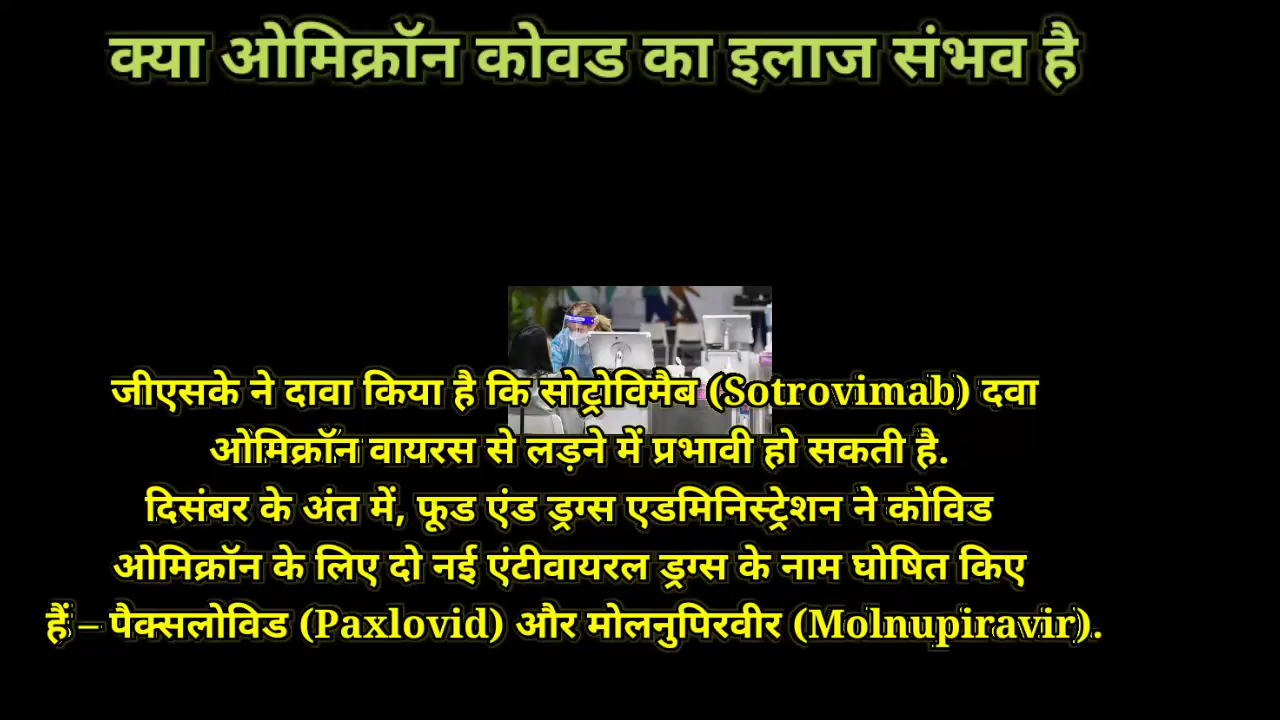 क्या ओमिक्रॉन कोवड का इलाज संभव है
जीएसके ने दावा किया है कि सोट्रोविमैब (Sotrovimab) दवा
ओमिक्रॉन वायरस से लड़ने में प्रभावी हो सकती है.
दिसंबर के अंत में, फूड एंड ड्रग्स एडमिनिस्ट्रेशन ने कोविड
ओमिक्रॉन के लिए दो नई एंटीवायरल ड्रग्स के नाम घोषित किए
हैं – पैक्सलोविड (Paxlovid) और मोलनुपिरवीर (Molnupiravir).